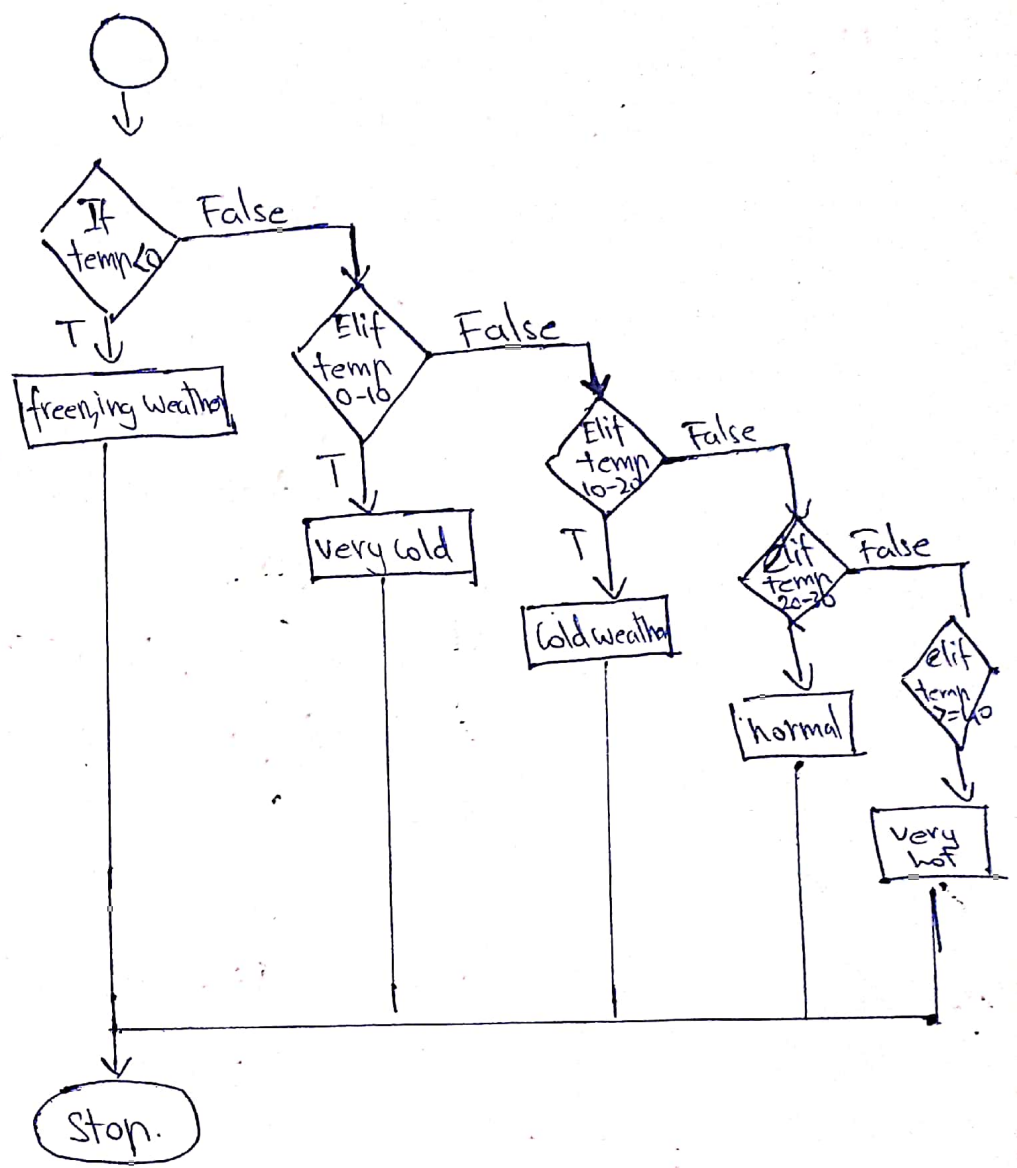 If
temp<0
False
T
freezing weather
Elif
temp
0-10
False
T
very cold
Elif
temp
10-20
False
T
Cold weather
elif
temp
20-30
False
normal
elif
temp
>=40
very
hot
Stop.